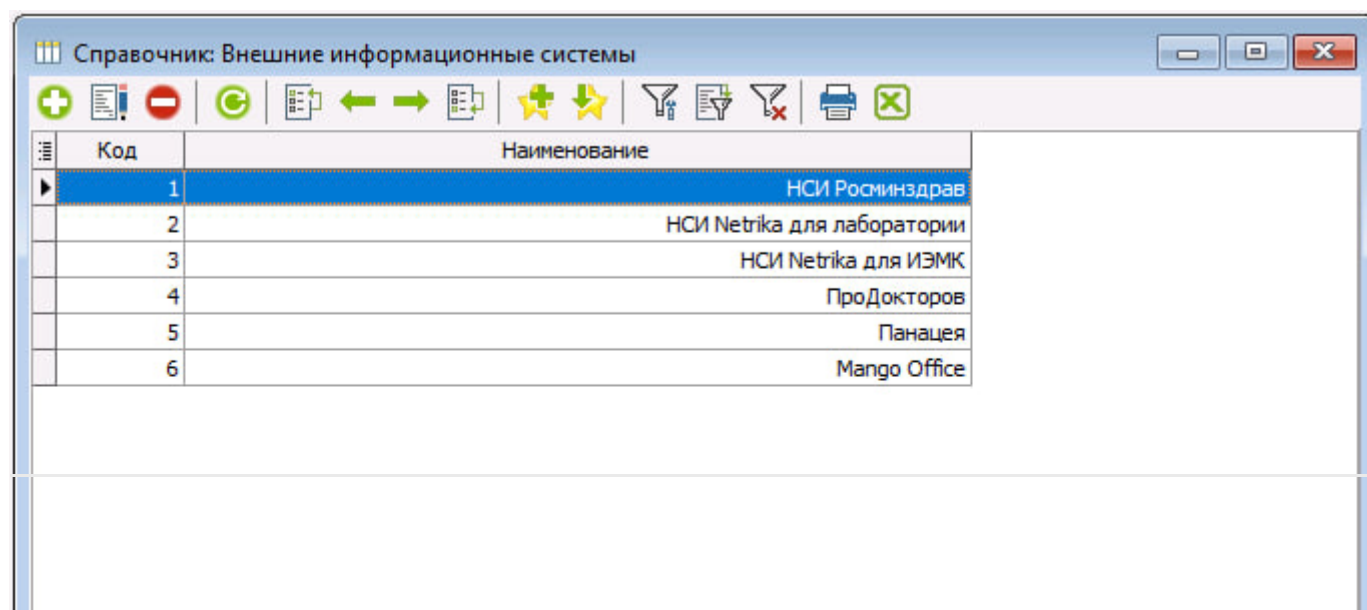 Справочник: Внешние информационные системы
Код Наименование
1 НСИ Росминздрав
2 НСИ Netrika для лаборатории
3 НСИ Netrika для ИЭМК
4 ПроДокторов
5 Панацея
6 Mango Office